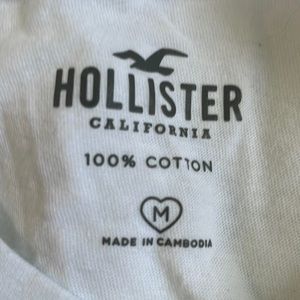 HOLLISTER
CALIFORNIA
100% COTTON
M
MADE IN CAMBODIA